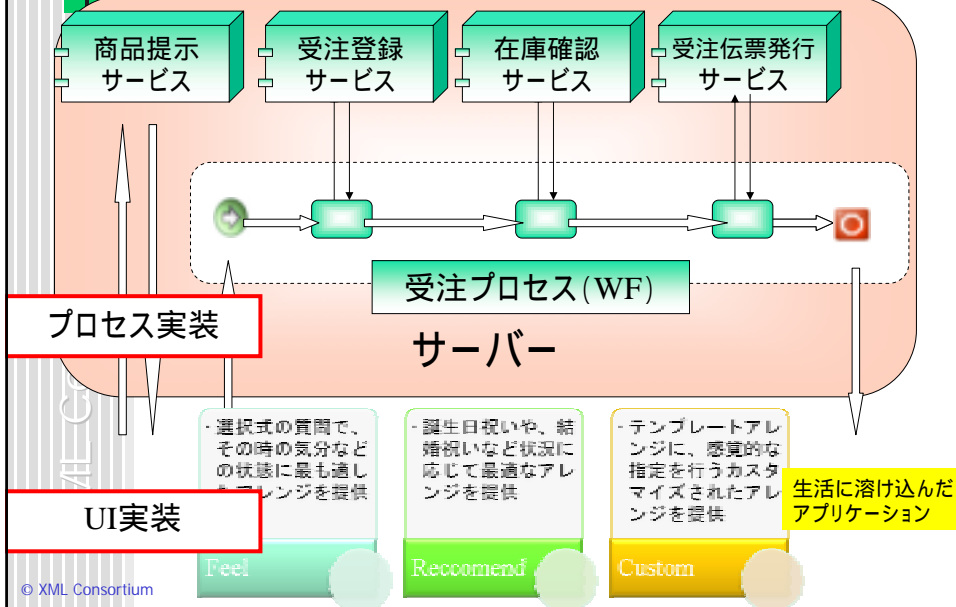 商品提示
サービス
受注登録
サービス
在庫確認
サービス
受注伝票発行
サービス
受注プロセス(WF)
プロセス実装
サーバー
・選択式の質問で、
その時の気分など
の状態に最も適し
アレンジを提供
・誕生日祝いや、結
婚祝いなど状況に
応じて最適なアレ
ンジを提供
・テンプレートアレ
ンジに、感覚的な
指定を行うカスタ
マイズされたアレ
ンジを提供
生活に溶け込んだ
アプリケーション
UI実装
Feel
Reccomend
Custom
© XML Consortium